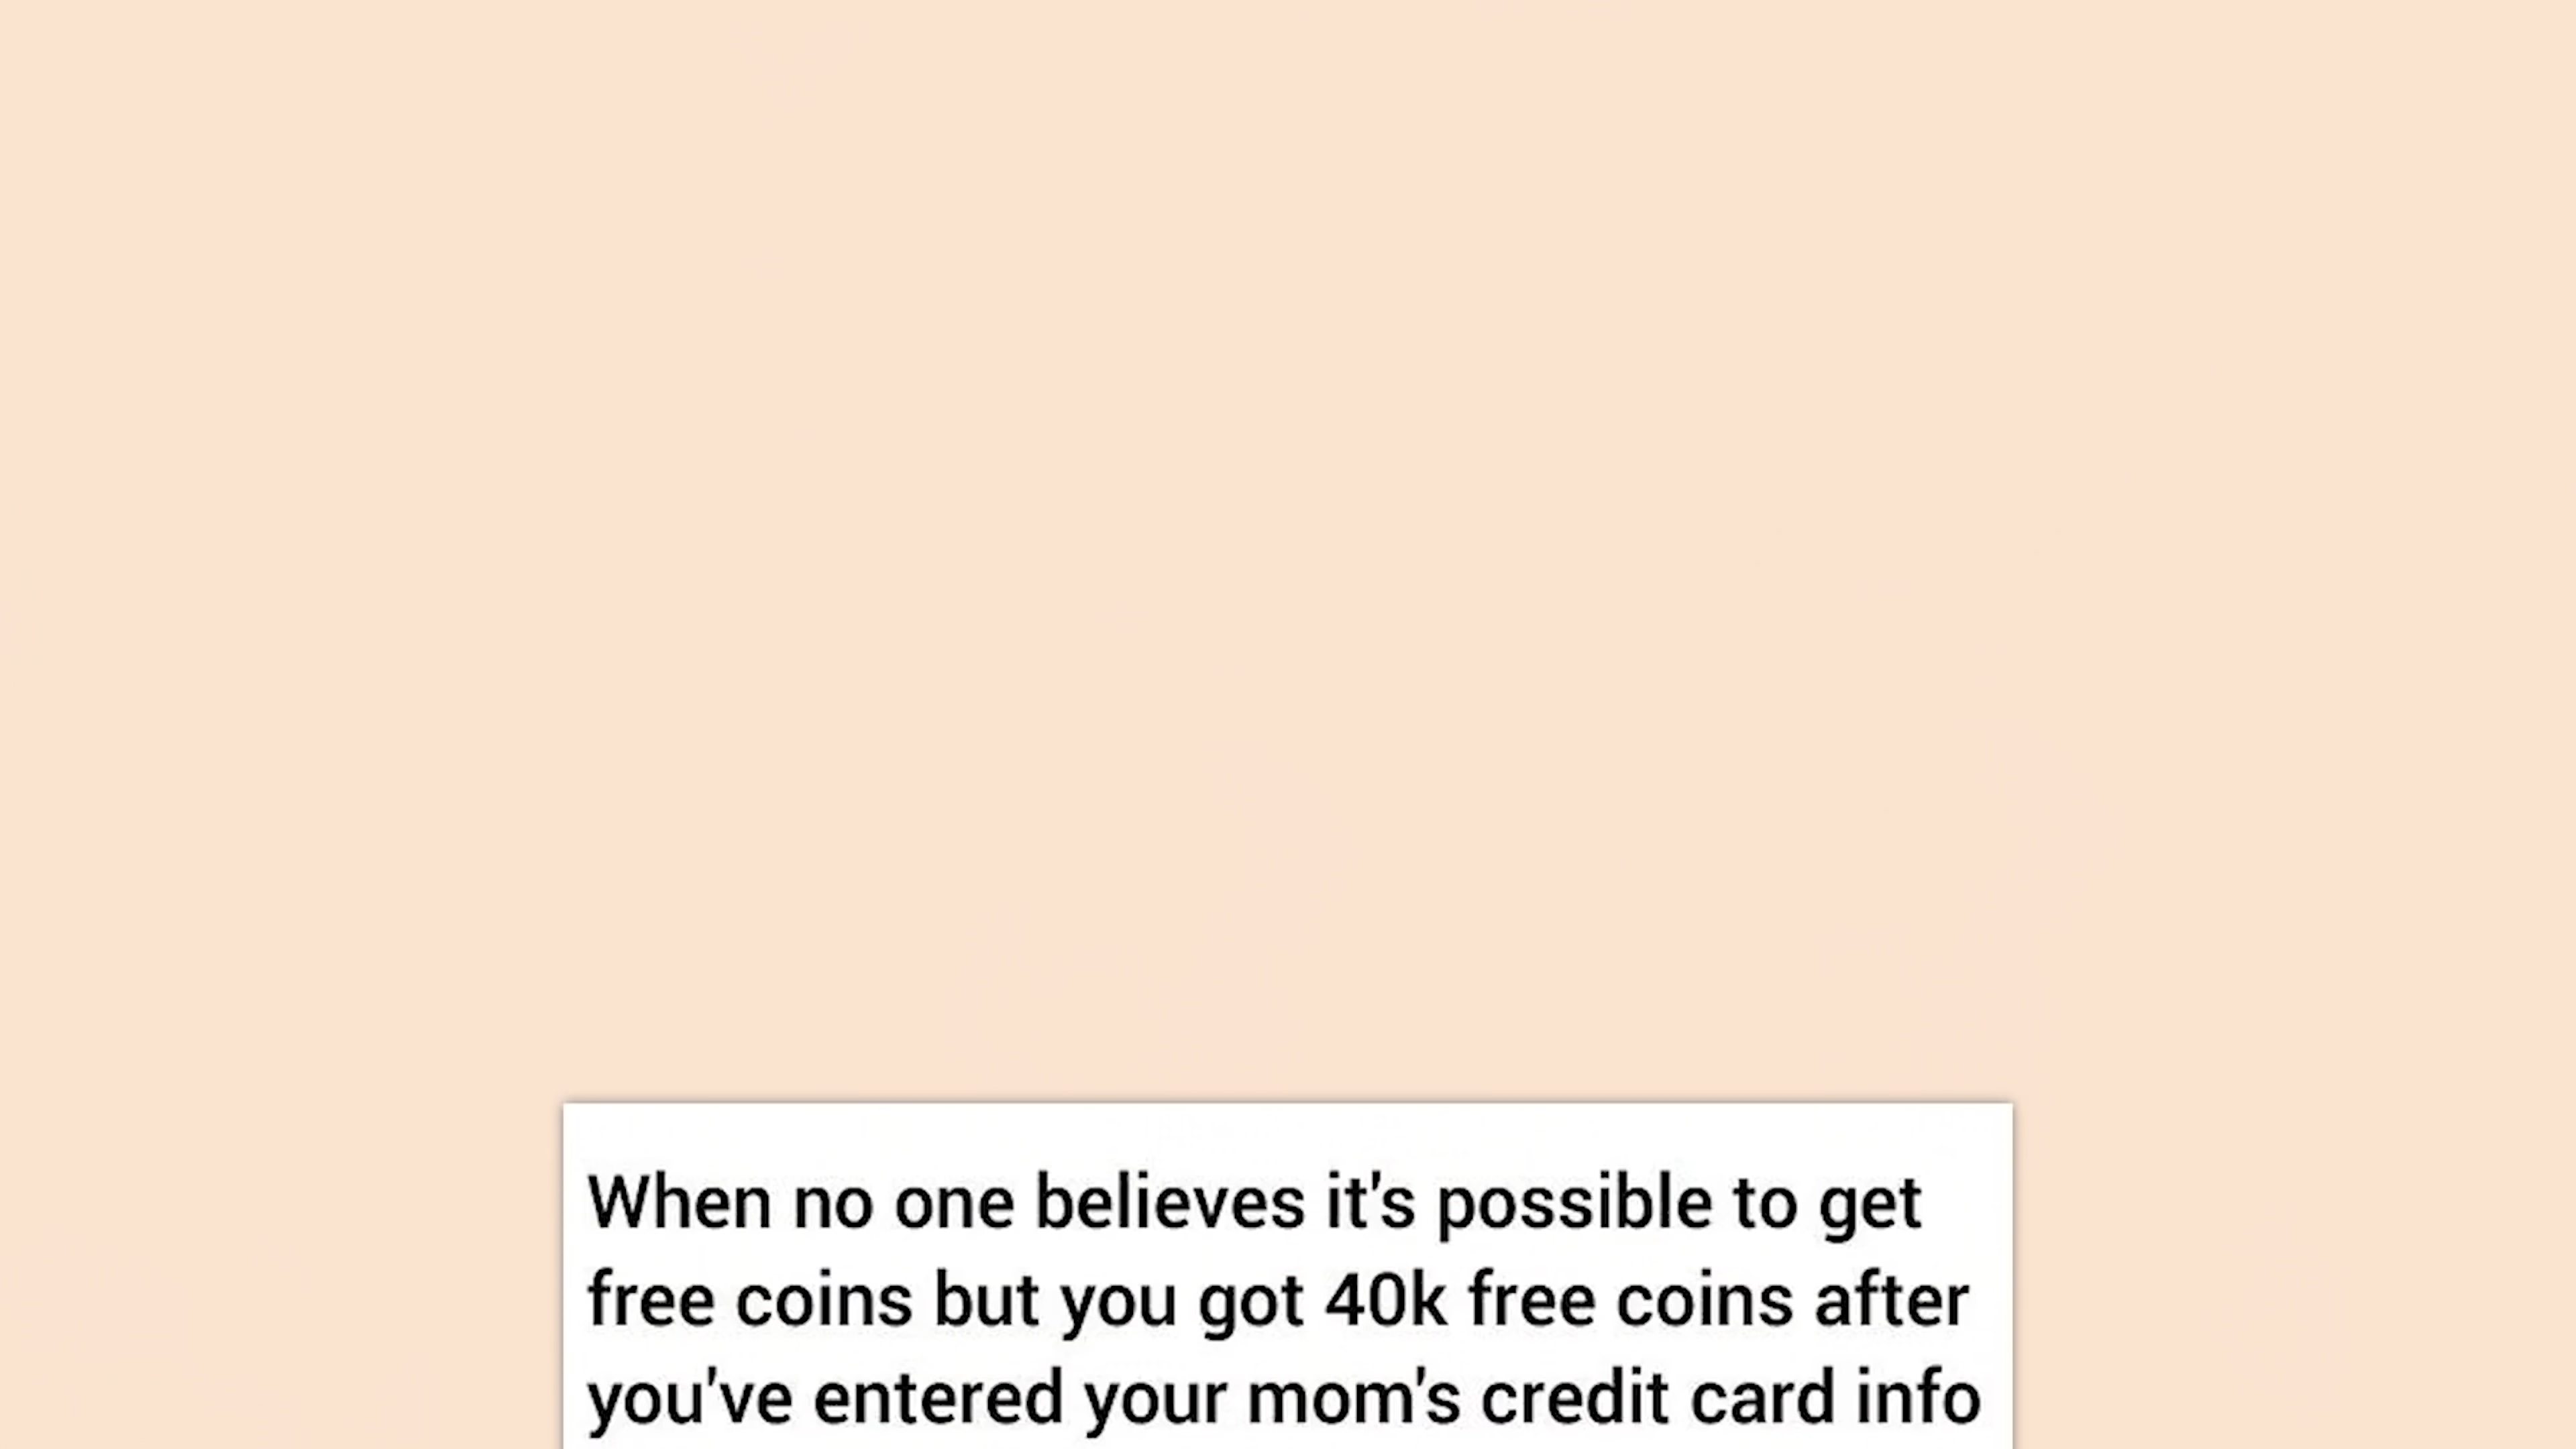 When no one believes it's possible to get
free coins but you got 40k free coins after
you've entered your mom's credit card info